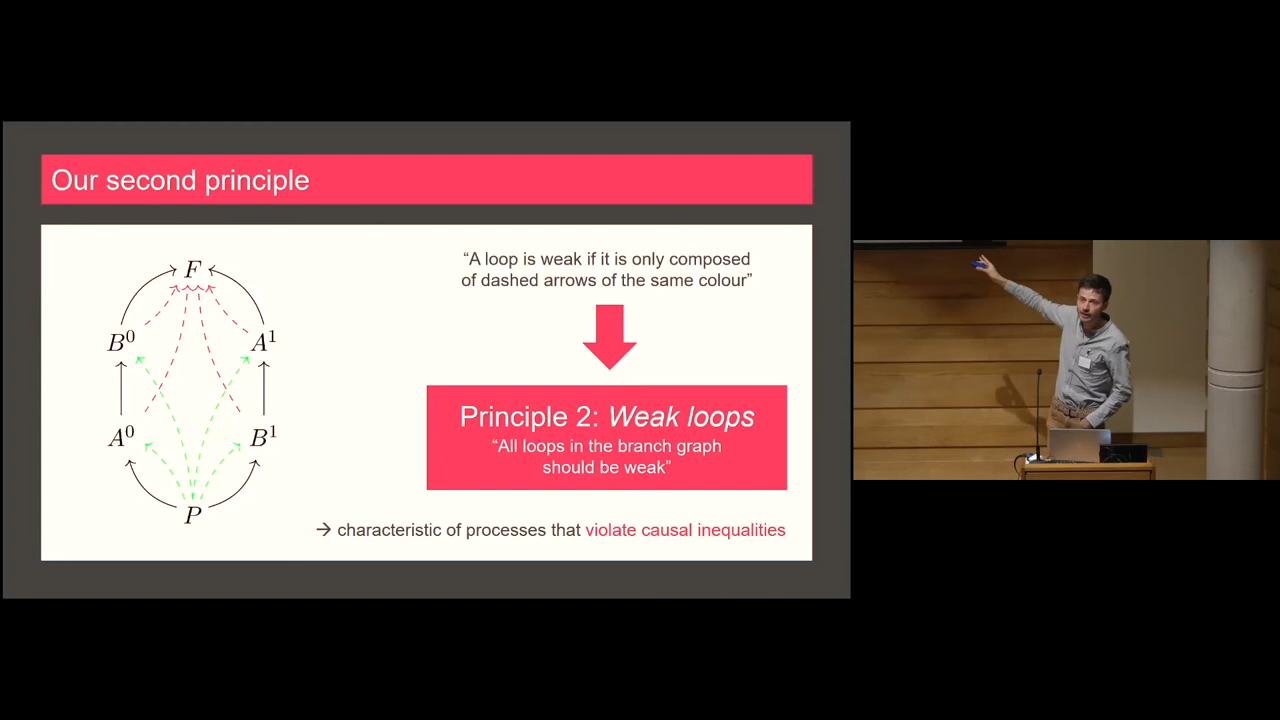 Our second principle
F
B⁰
A¹
A⁰
B¹
P
“A loop is weak if it is only composed
of dashed arrows of the same colour”
Principle 2: Weak loops
“All loops in the branch graph
should be weak”
→ characteristic of processes that violate causal inequalities